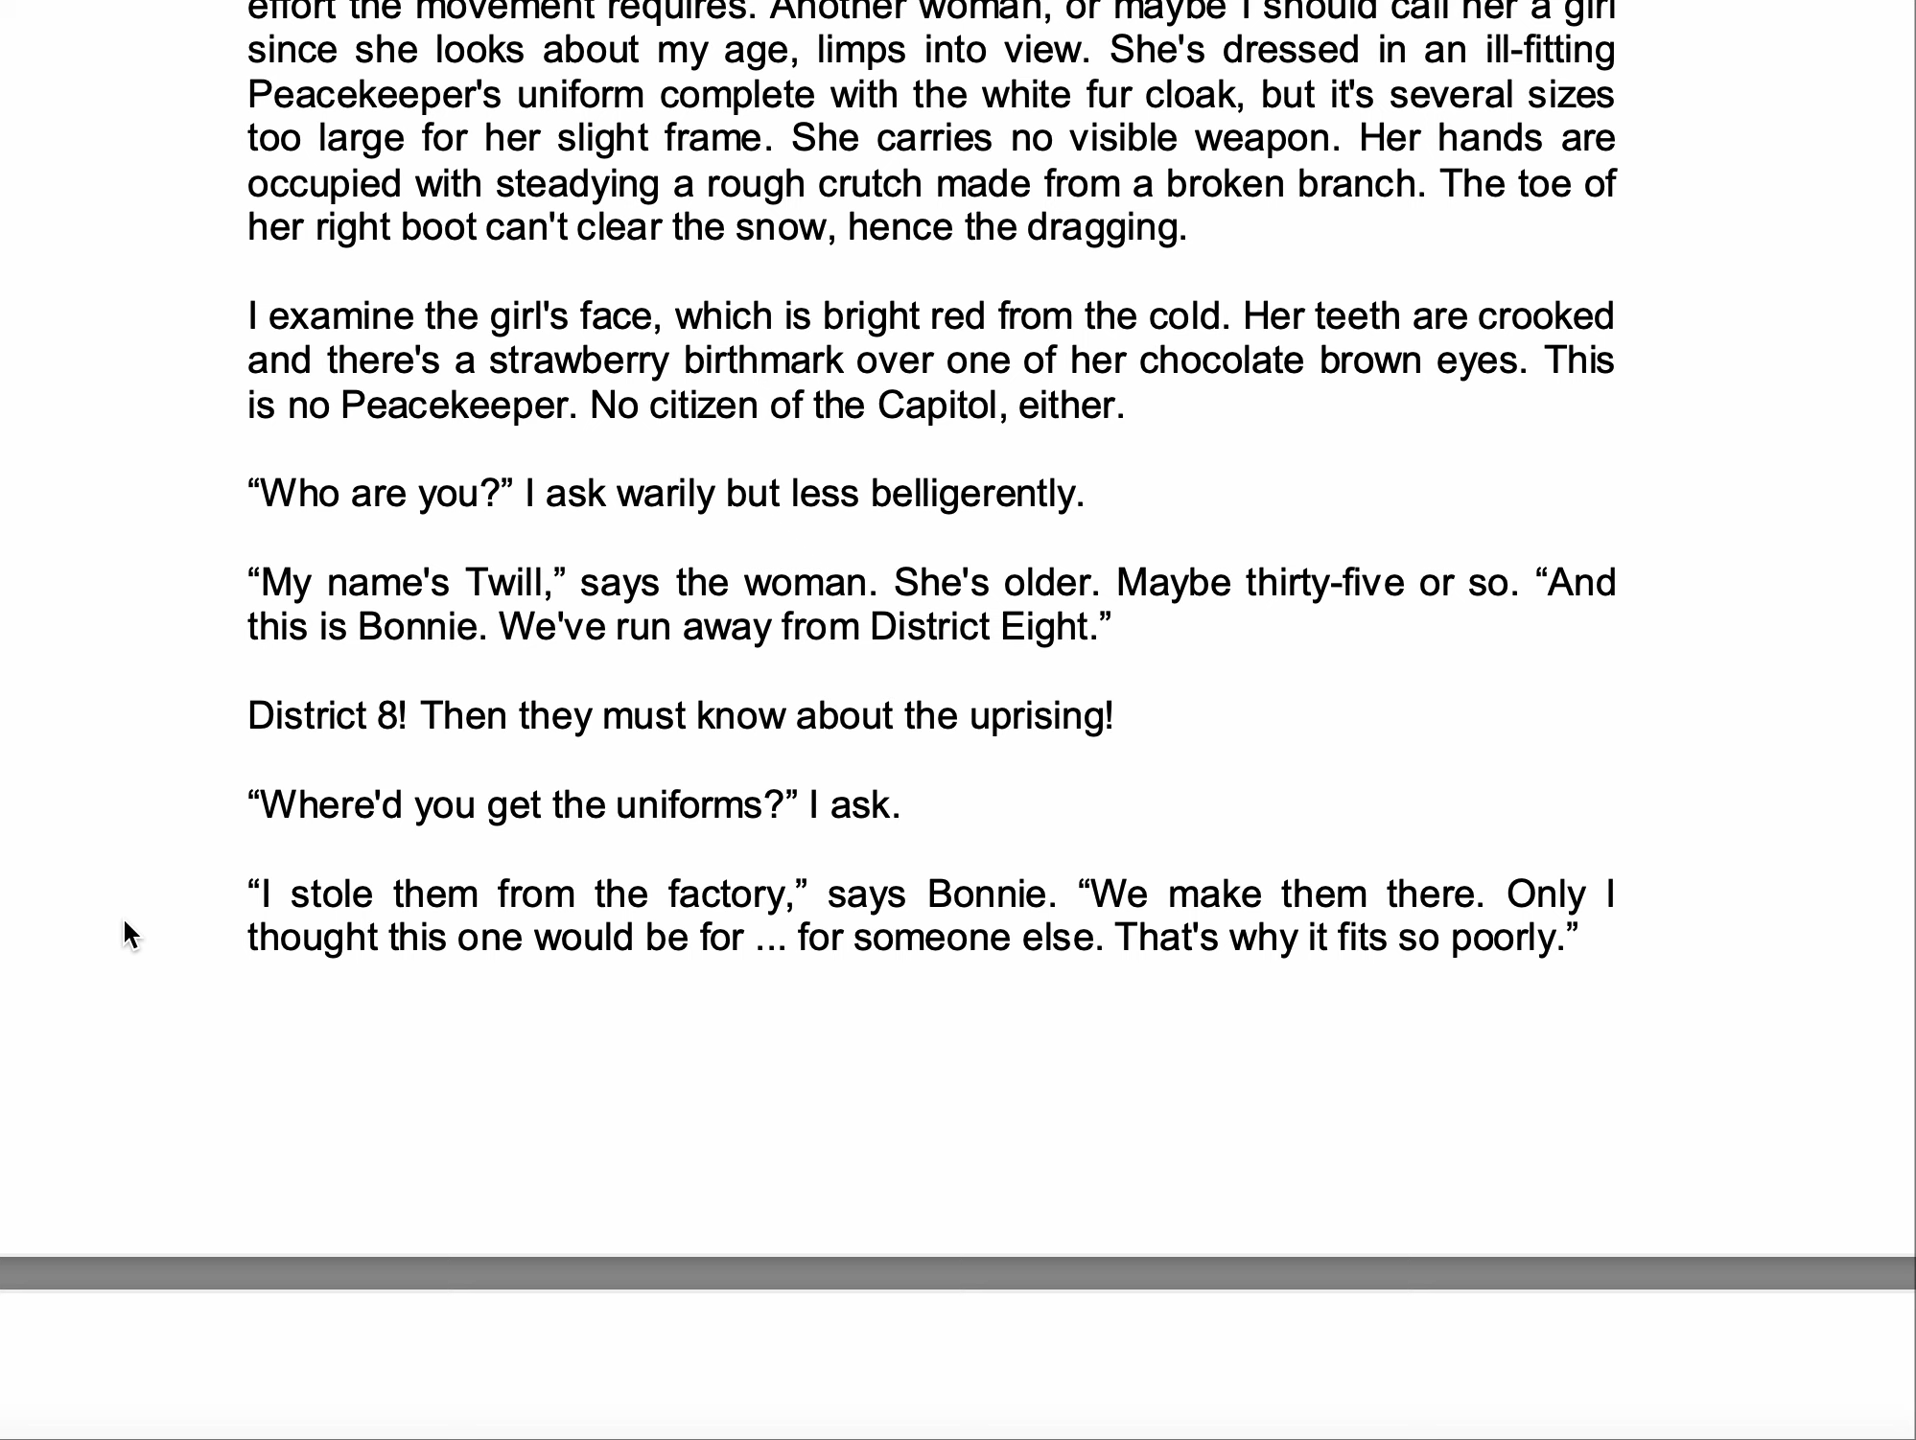 effort the movement requires. Another woman, or maybe I should call her a girl
since she looks about my age, limps into view. She's dressed in an ill-fitting
Peacekeeper's uniform complete with the white fur cloak, but it's several sizes
too large for her slight frame. She carries no visible weapon. Her hands are
occupied with steadying a rough crutch made from a broken branch. The toe of
her right boot can't clear the snow, hence the dragging.
I examine the girl's face, which is bright red from the cold. Her teeth are crooked
and there's a strawberry birthmark over one of her chocolate brown eyes. This
is no Peacekeeper. No citizen of the Capitol, either.
“Who are you?” I ask warily but less belligerently.
“My name's Twill,” says the woman. She's older. Maybe thirty-five or so. “And
this is Bonnie. We've run away from District Eight.”
District 8! Then they must know about the uprising!
“Where'd you get the uniforms?” I ask.
“I stole them from the factory,” says Bonnie. “We make them there. Only I
thought this one would be for ... for someone else. That's why it fits so poorly.”